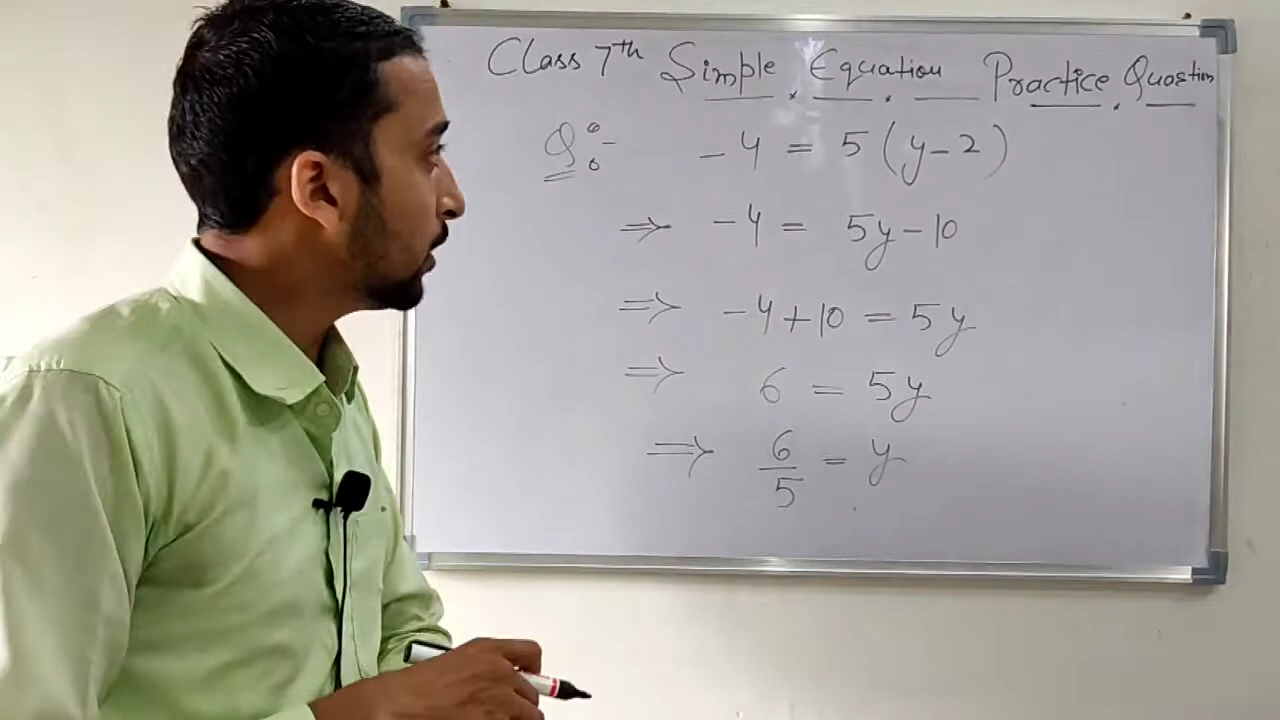 Class 7th Simple Equation Practice Question
Q:- -4 = 5(y-2)
⇒ -4 = 5y-10
⇒ -4+10 = 5y
⇒ 6 = 5y
⇒ 6/5 = y